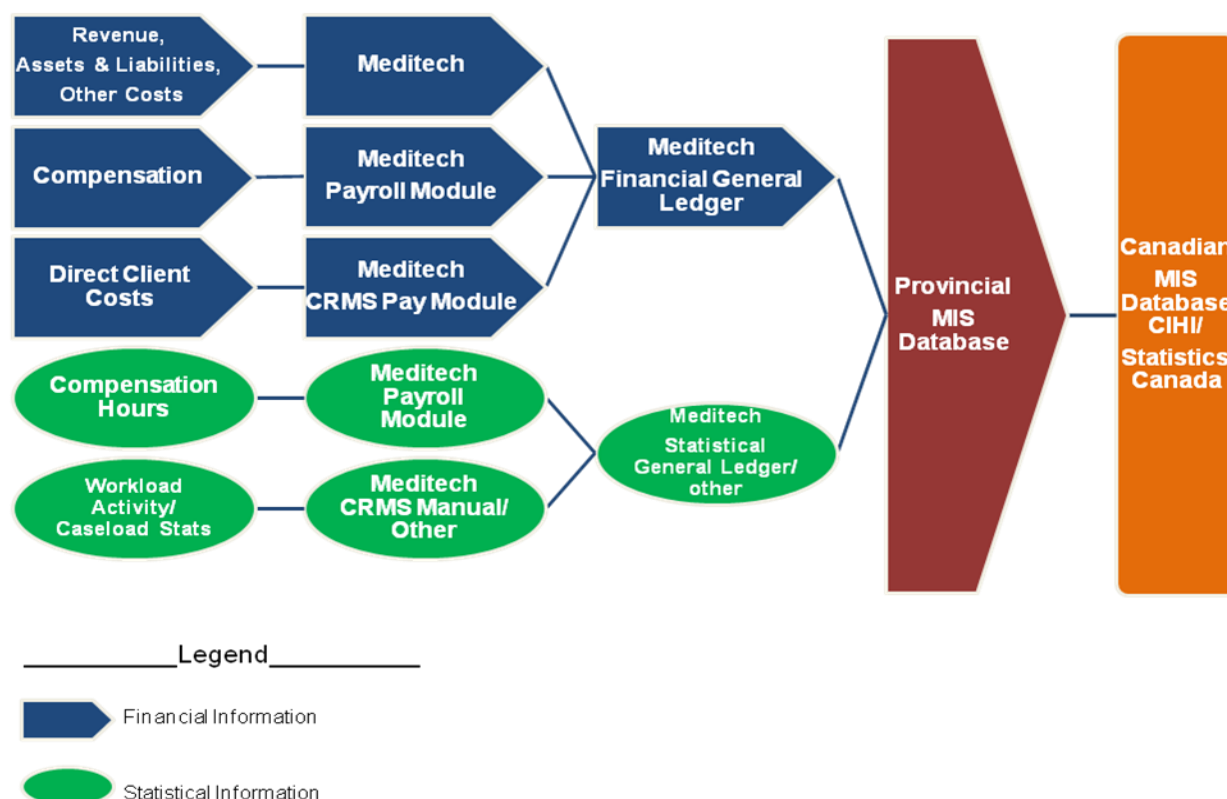 Revenue,
Assets & Liabilities,
Other Costs
Meditech
Compensation
Meditech
Payroll Module
Direct Client
Costs
Meditech
CRMS Pay Module
Meditech
Financial General
Ledger
Compensation
Hours
Meditech
Payroll
Module
Workload
Activity/
Caseload Stats
Meditech
CRMS Manual/
Other
Meditech
Statistical
General Ledger/
other
Provincial
MIS
Database
Canadian
MIS
Database
CIHI/
Statistics
Canada
Legend
Financial Information
Statistical Information